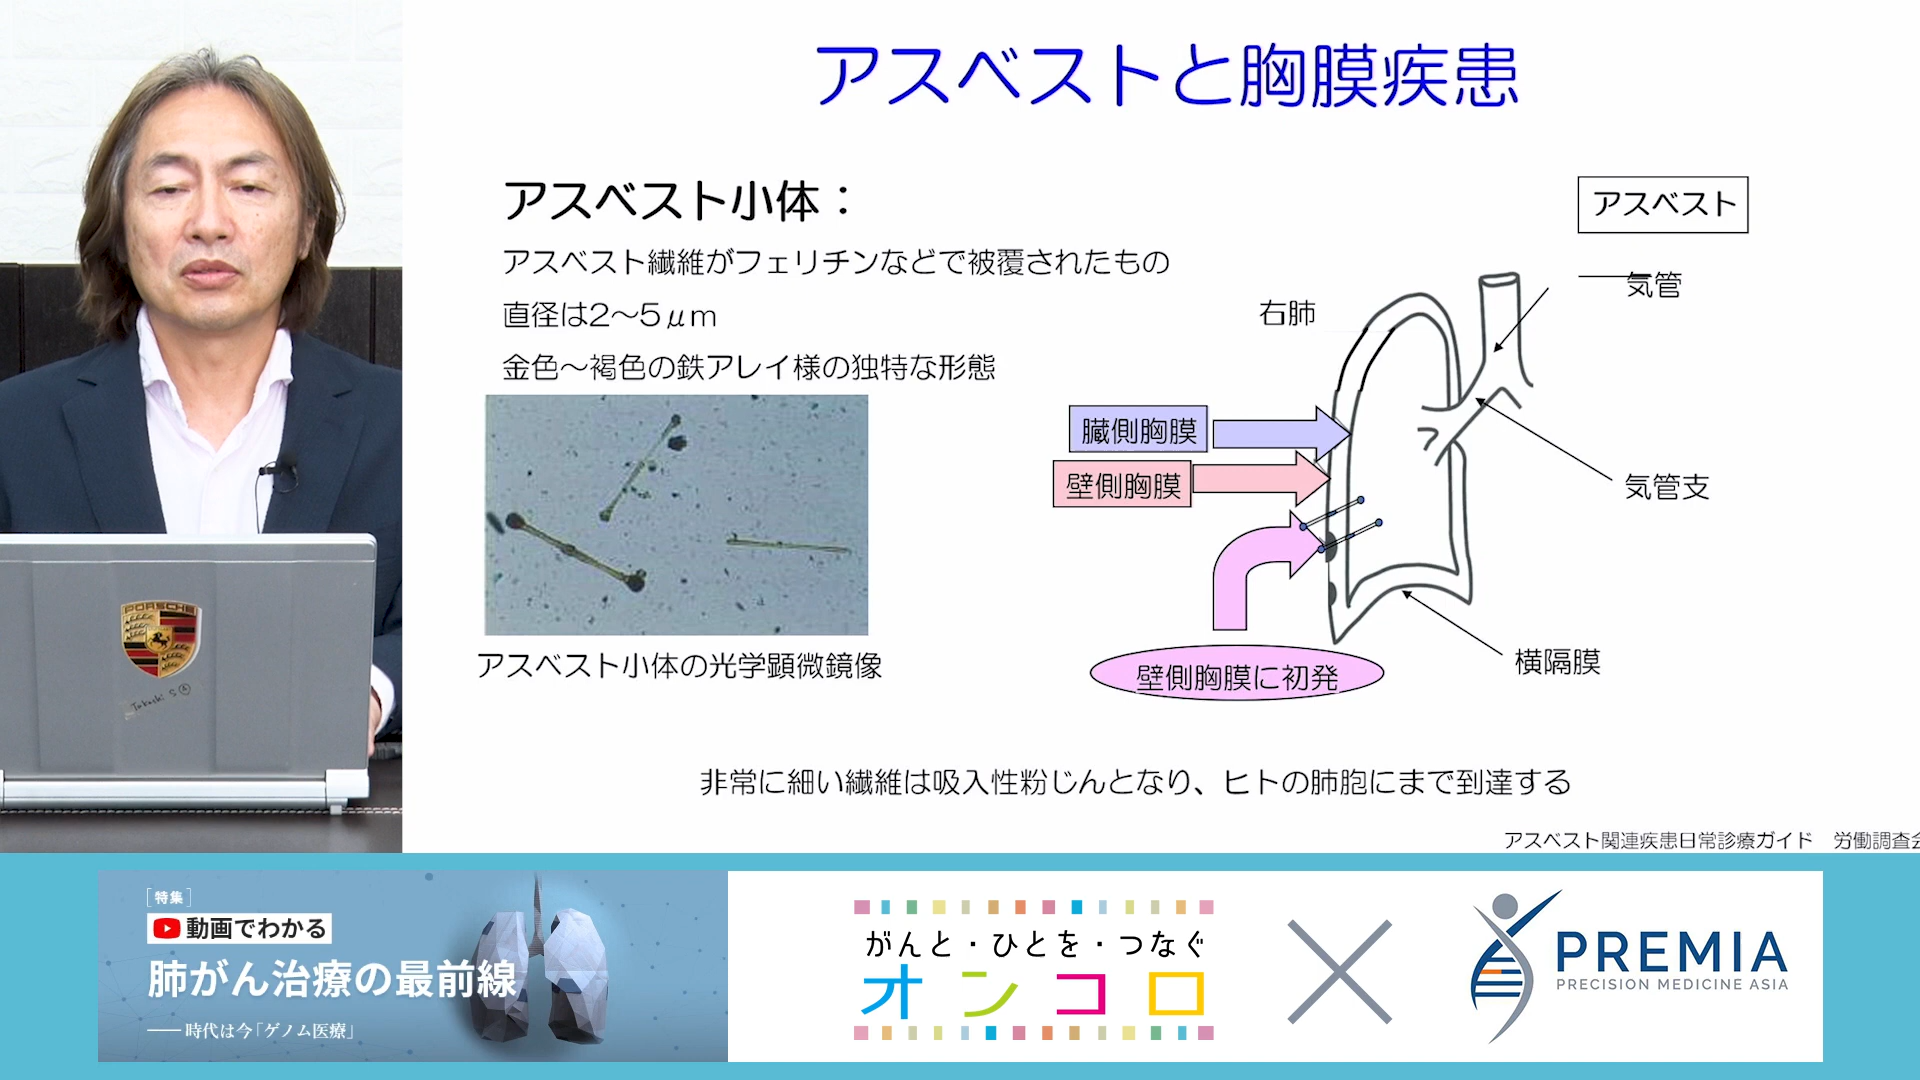 アスベストと胸膜疾患
アスベスト小体：
アスベスト繊維がフェリチンなどで被覆されたもの
直径は2～5μm
金色～褐色の鉄アレイ様の独特な形態
アスベスト小体の光学顕微鏡像
アスベスト
気管
右肺
臓側胸膜
壁側胸膜
気管支
横隔膜
壁側胸膜に初発
非常に細い繊維は吸入性粉じんとなり、ヒトの肺胞にまで到達する
アスベスト関連疾患日常診療ガイド　労働調査会
PORSCHE
[特集]
動画でわかる
肺がん治療の最前線
── 時代は今「ゲノム医療」
がんと・ひとを・つなぐ
オンコロ
PREMIA
PRECISION MEDICINE ASIA